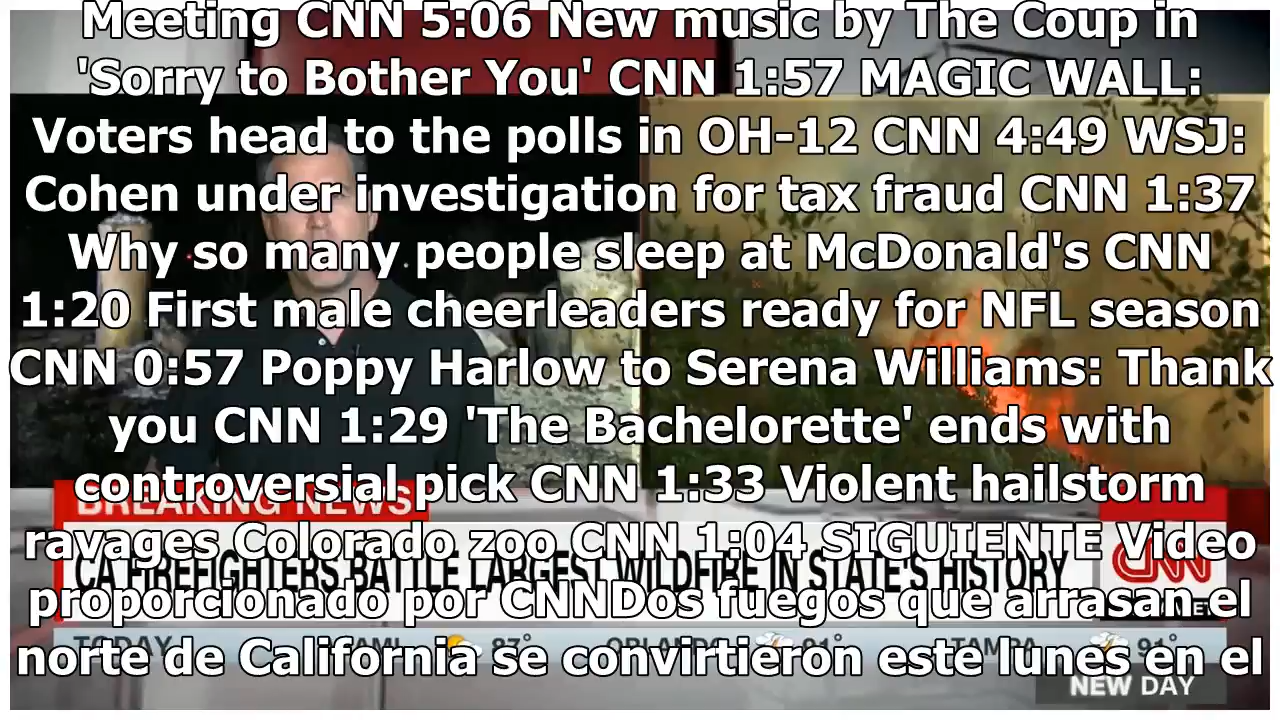 Meeting CNN 5:06 New music by The Coup in
'Sorry to Bother You' CNN 1:57 MAGIC WALL:
Voters head to the polls in OH-12 CNN 4:49 WSJ:
Cohen under investigation for tax fraud CNN 1:37
Why so many people sleep at McDonald's CNN
1:20 First male cheerleaders ready for NFL season
CNN 0:57 Poppy Harlow to Serena Williams: Thank
you CNN 1:29 'The Bachelorette' ends with
controversial pick CNN 1:33 Violent hailstorm
BREAKING NEWS
ravages Colorado zoo CNN 1:04 SIGUIENTE Video
CA FIREFIGHTERS BATTLE LARGEST WILDFIRE IN STATE'S HISTORY
CNN
proporcionado por CNNDos fuegos que arrasan el
TODAY 87° ORLANDO 91° TAMPA 91°
norte de California se convirtieron este lunes en el
NEW DAY